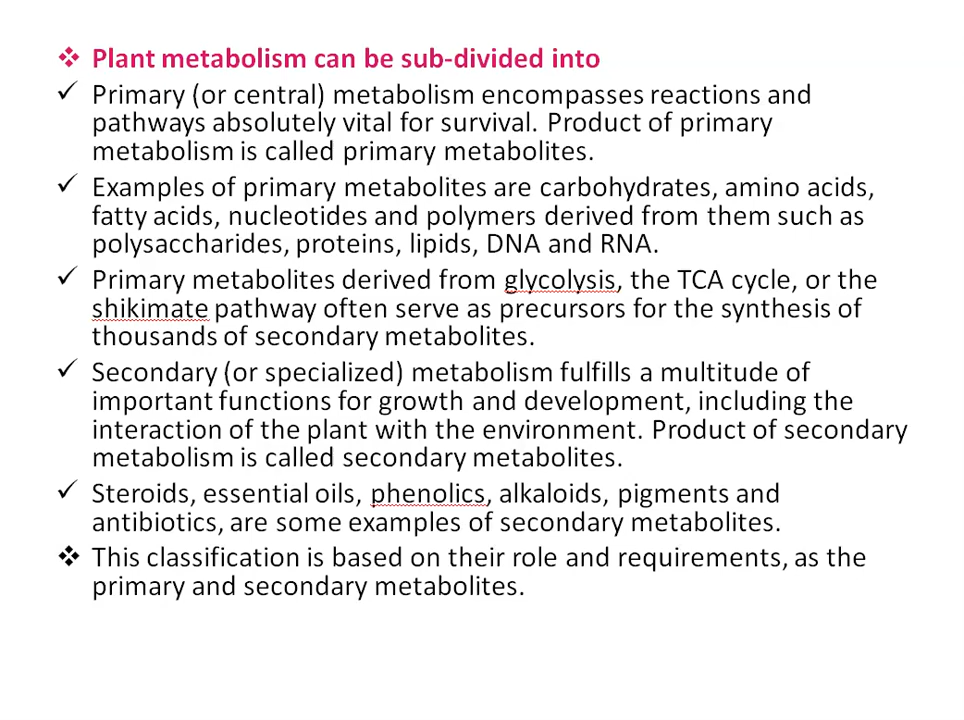 ❖ Plant metabolism can be sub-divided into
✓ Primary (or central) metabolism encompasses reactions and
pathways absolutely vital for survival. Product of primary
metabolism is called primary metabolites.
✓ Examples of primary metabolites are carbohydrates, amino acids,
fatty acids, nucleotides and polymers derived from them such as
polysaccharides, proteins, lipids, DNA and RNA.
✓ Primary metabolites derived from glycolysis, the TCA cycle, or the
shikimate pathway often serve as precursors for the synthesis of
thousands of secondary metabolites.
✓ Secondary (or specialized) metabolism fulfills a multitude of
important functions for growth and development, including the
interaction of the plant with the environment. Product of secondary
metabolism is called secondary metabolites.
✓ Steroids, essential oils, phenolics, alkaloids, pigments and
antibiotics, are some examples of secondary metabolites.
❖ This classification is based on their role and requirements, as the
primary and secondary metabolites.